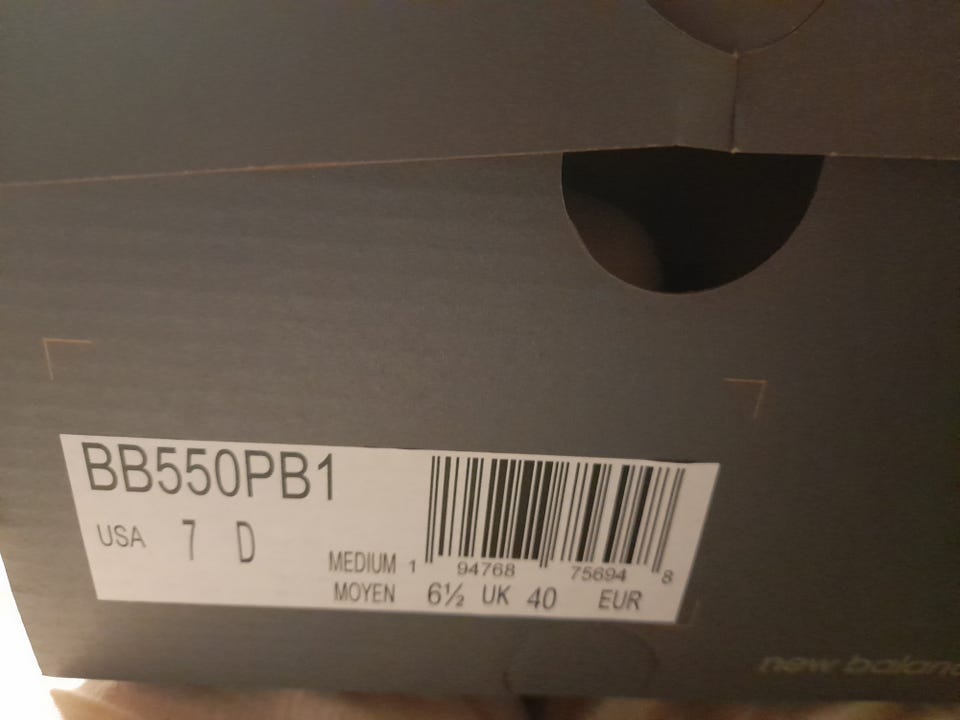 BB550PB1
USA 7 D
MEDIUM 1 94768 75694 8
MOYEN 6½ UK 40 EUR
new balance